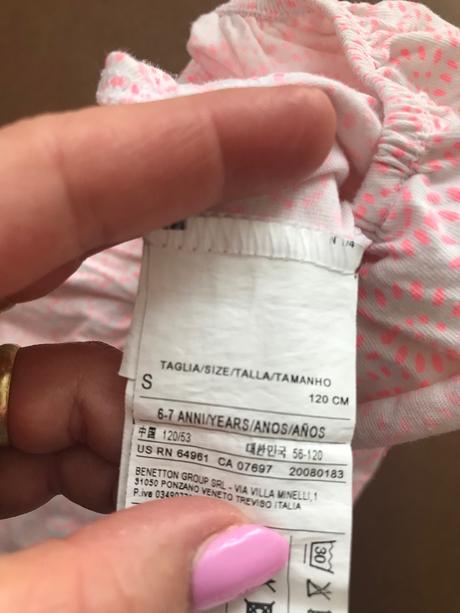 TAGLIA/SIZE/TALLA/TAMANHO
S
120 CM
6-7 ANNI/YEARS/ANOS/AÑOS
中国 120/53 대한민국 56-120
US RN 64961 CA 07697 20080183
BENETTON GROUP SRL - VIA VILLA MINELLI,1
31050 PONZANO VENETO TREVISO ITALIA
P.iva
30